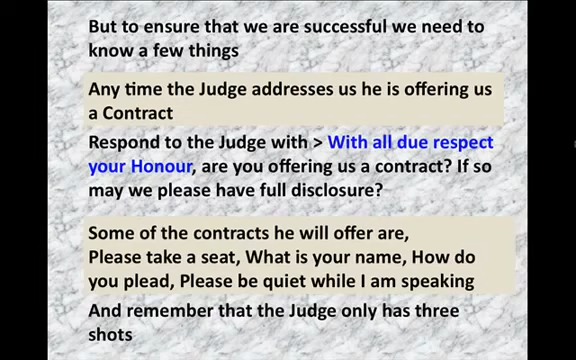 But to ensure that we are successful we need to
know a few things
Any time the Judge addresses us he is offering us
a Contract
Respond to the Judge with > With all due respect
your Honour, are you offering us a contract? If so
may we please have full disclosure?
Some of the contracts he will offer are,
Please take a seat, What is your name, How do
you plead, Please be quiet while I am speaking
And remember that the Judge only has three
shots